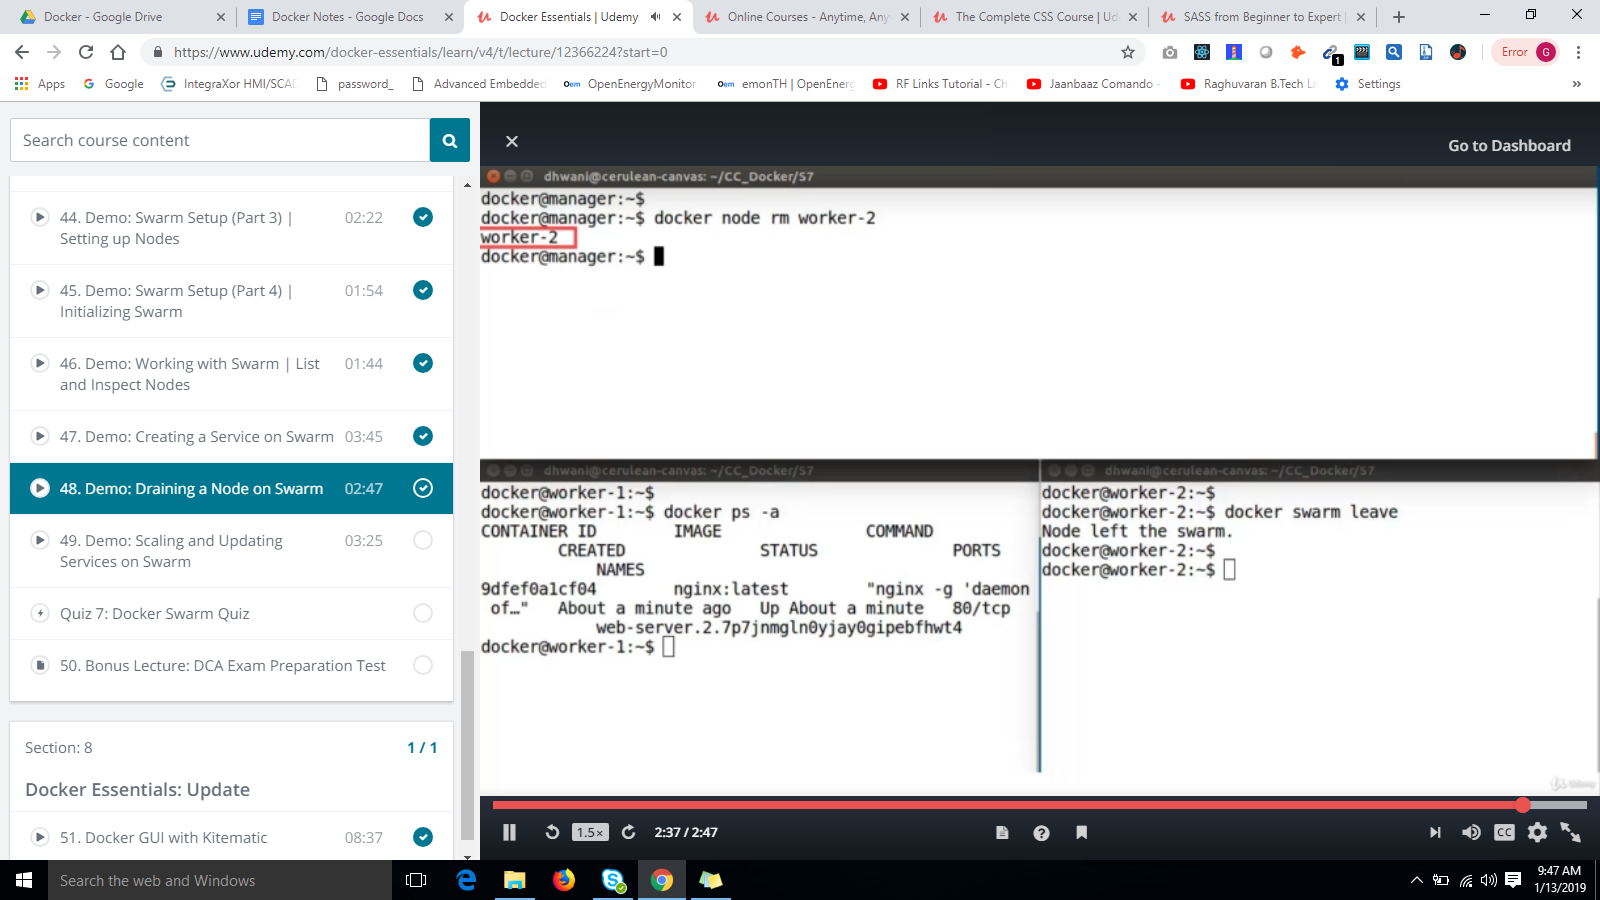 Docker - Google Drive
Docker Notes - Google Docs
Docker Essentials | Udemy
Online Courses - Anytime, Any
The Complete CSS Course | Ud
SASS from Beginner to Expert |
https://www.udemy.com/docker-essentials/learn/v4/t/lecture/12366224?start=0
1
Error
G
Apps
Google
IntegraXor HMI/SCAD
password_
Advanced Embedded
OpenEnergyMonitor
emonTH | OpenEnerg
RF Links Tutorial - Ch
Jaanbaaz Comando -
Raghuvaran B.Tech La
Settings
»
Search course content
Go to Dashboard
44. Demo: Swarm Setup (Part 3) |
Setting up Nodes
02:22
45. Demo: Swarm Setup (Part 4) |
Initializing Swarm
01:54
46. Demo: Working with Swarm | List
and Inspect Nodes
01:44
47. Demo: Creating a Service on Swarm
03:45
48. Demo: Draining a Node on Swarm
02:47
49. Demo: Scaling and Updating
Services on Swarm
03:25
Quiz 7: Docker Swarm Quiz
50. Bonus Lecture: DCA Exam Preparation Test
Section: 8
1 / 1
Docker Essentials: Update
51. Docker GUI with Kitematic
08:37
dhwani@cerulean-canvas: ~/CC_Docker/S7
docker@manager:~$
docker@manager:~$ docker node rm worker-2
worker-2
docker@manager:~$
dhwani@cerulean-canvas: ~/CC_Docker/S7
docker@worker-1:~$
docker@worker-1:~$ docker ps -a
CONTAINER ID IMAGE COMMAND
CREATED STATUS PORTS
NAMES
9dfef0a1cf04 nginx:latest "nginx -g 'daemon
of…" About a minute ago Up About a minute 80/tcp
web-server.2.7p7jnmgln0yjay0gipebfhwt4
docker@worker-1:~$
dhwani@cerulean-canvas: ~/CC_Docker/S7
docker@worker-2:~$
docker@worker-2:~$ docker swarm leave
Node left the swarm.
docker@worker-2:~$
docker@worker-2:~$
Udemy
1.5×
2:37 / 2:47
CC
Search the web and Windows
9:47 AM
1/13/2019